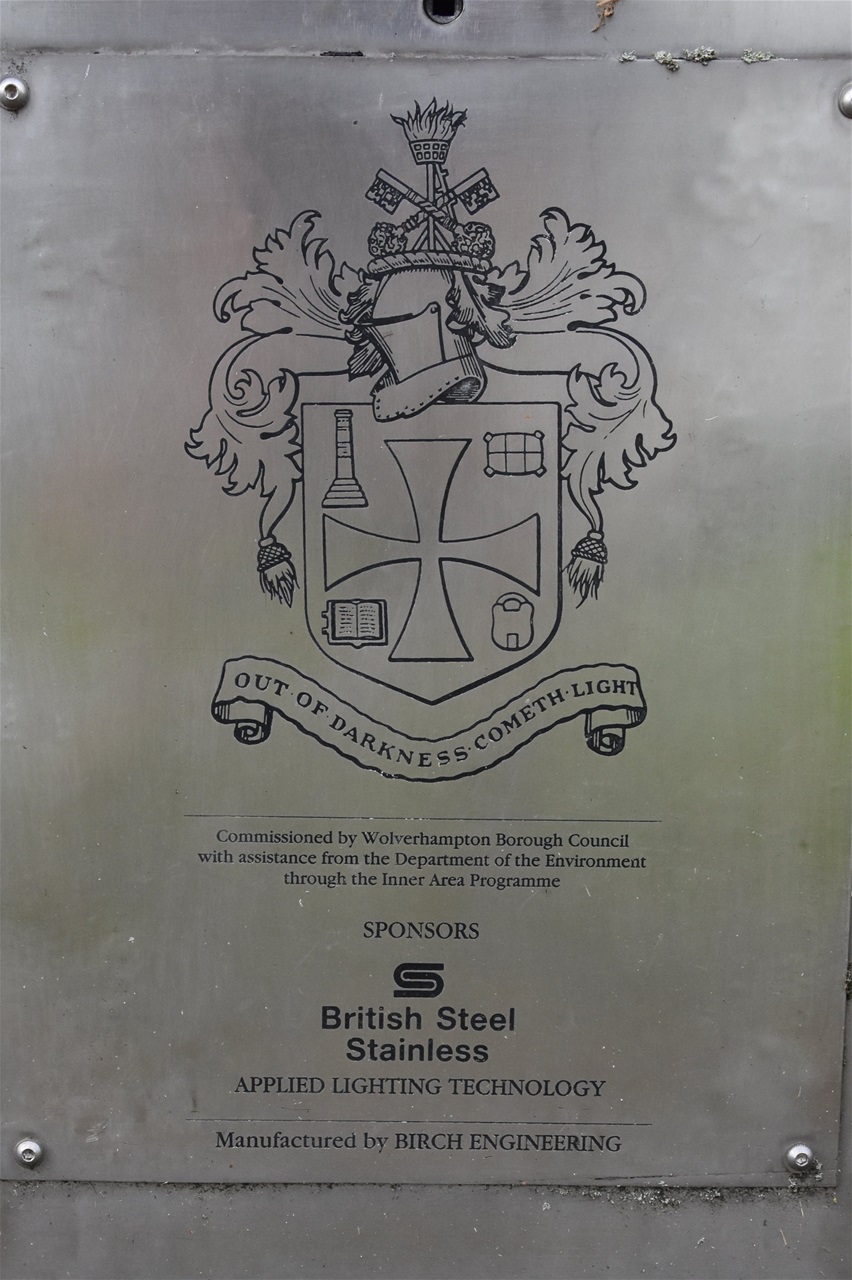 OUT·OF·DARKNESS·COMETH·LIGHT
Commissioned by Wolverhampton Borough Council
with assistance from the Department of the Environment
through the Inner Area Programme
SPONSORS
British Steel
Stainless
APPLIED LIGHTING TECHNOLOGY
Manufactured by BIRCH ENGINEERING